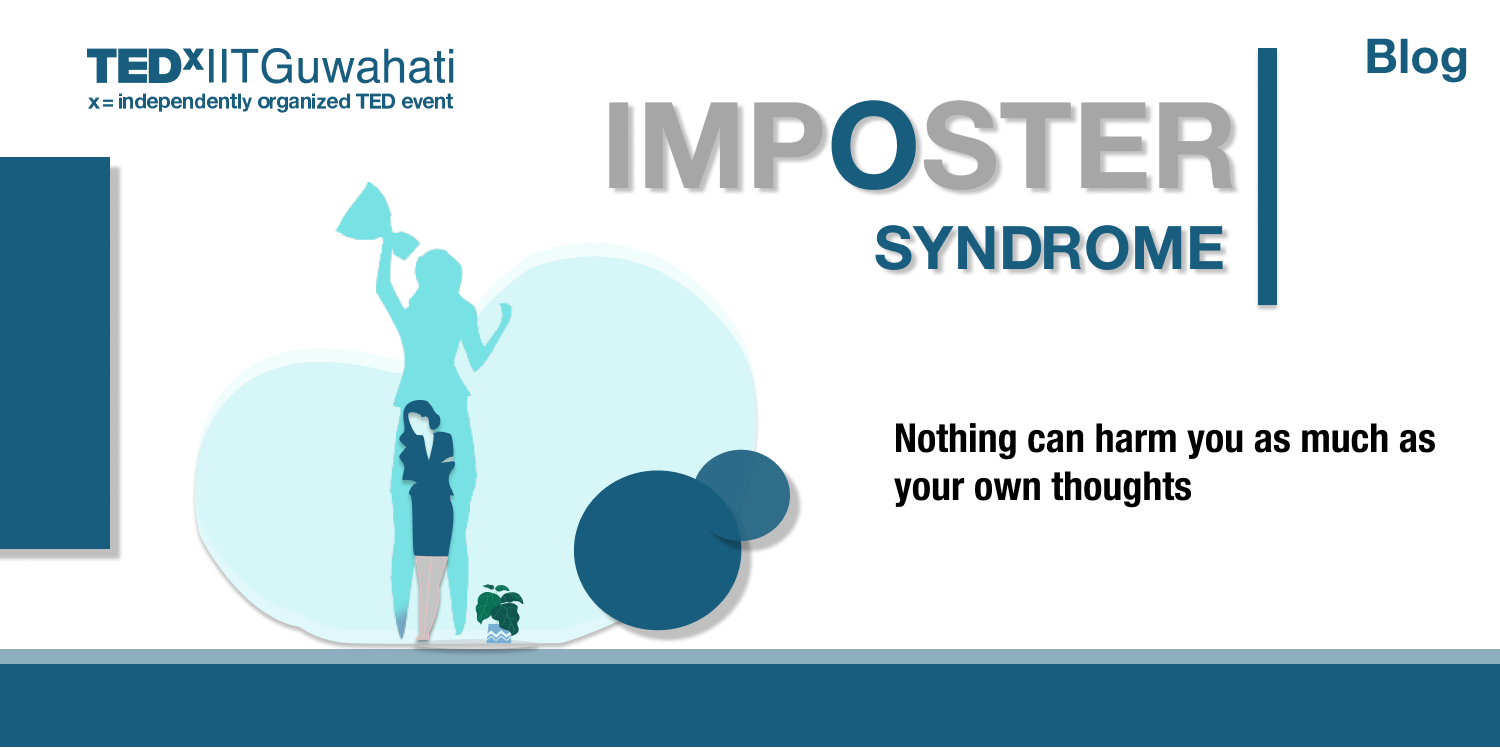 TEDxIITGuwahati
x = independently organized TED event
Blog
IMPOSTER
SYNDROME
Nothing can harm you as much as
your own thoughts